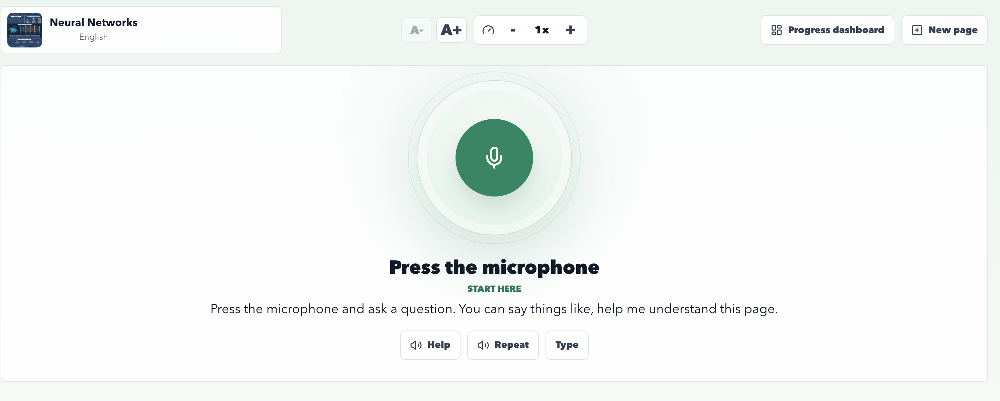 Neural Networks
English
A-
A+
- 1x +
Progress dashboard
New page
Press the microphone
START HERE
Press the microphone and ask a question. You can say things like, help me understand this page.
Help
Repeat
Type